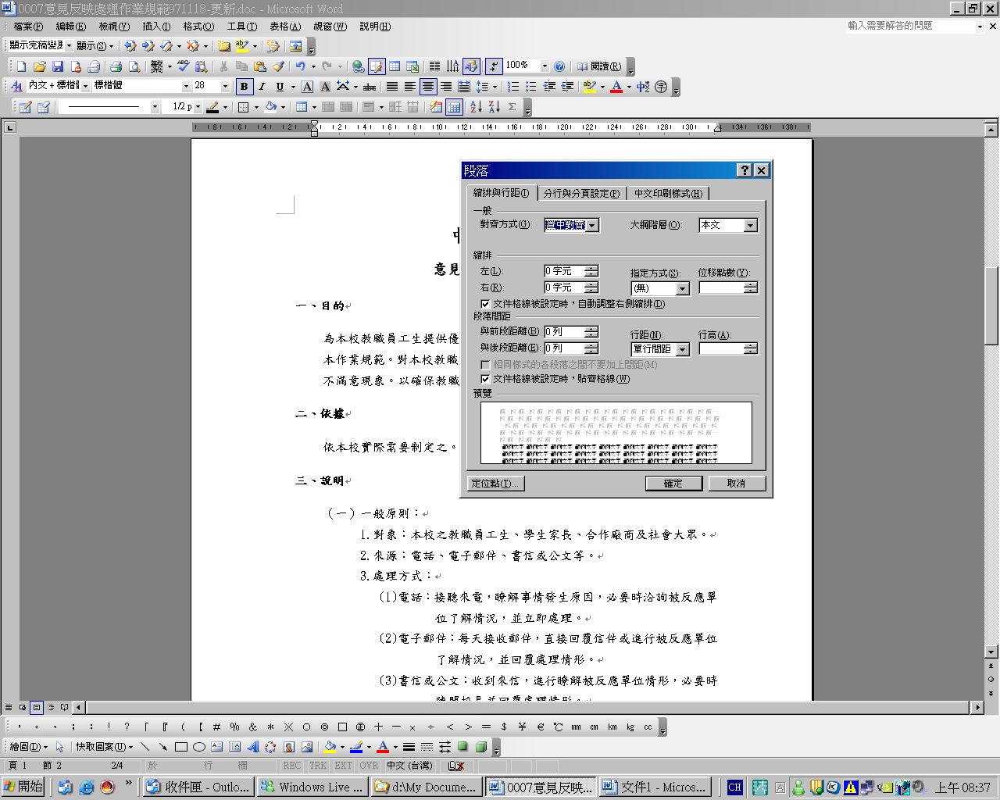 0007意見反映處理作業規範971118-更新.doc - Microsoft Word
檔案(F) 編輯(E) 檢視(V) 插入(I) 格式(O) 工具(T) 表格(A) 視窗(W) 說明(H) 輸入需要解答的問題
顯示完稿變更 顯示(S)
100% 閱讀(R)
內文 + 標楷體 標楷體 28 B I U A A abc
1/2 p
段落
縮排與行距(I) 分行與分頁設定(P) 中文印刷樣式(H)
一般
對齊方式(G): 置中對齊 大綱階層(O): 本文
縮排
左(L): 0 字元 指定方式(S): 位移點數(Y):
右(R): 0 字元 (無)
文件格線被設定時，自動調整右側縮排(D)
段落間距
與前段距離(B): 0 列 行距(N): 行高(A):
與後段距離(E): 0 列 單行間距
相同樣式的各段落之間不要加上間距(M)
文件格線被設定時，貼齊格線(W)
預覽
定位點(T)... 確定 取消
意見
一、目的
為本校教職員工生提供優
本作業規範。對本校教職
不滿意現象。以確保教職
二、依據
依本校實際需要制定之。
三、說明
（一）一般原則：
1.對象：本校之教職員工生、學生家長、合作廠商及社會大眾。
2.來源：電話、電子郵件、書信或公文等。
3.處理方式：
(1)電話：接聽來電，瞭解事情發生原因，必要時洽詢被反應單
位了解情況，並立即處理。
(2)電子郵件：每天接收郵件，直接回覆信件或進行被反應單位
了解情況，並回覆處理情形。
(3)書信或公文：收到來信，進行瞭解被反應單位情形，必要時
， 。 、 ； ： ！ ？ 「 『 （ 【 # % & * ※ ○ ◎ □ ㊣ ＋ － × ÷ ＜ ＞ ＝ $ ￥ € ℃ mm cm km kg cc
繪圖(D) 快取圖案(U)
頁 1 節 2 2/4 於 行 欄 REC TRK EXT OVR 中文 (台灣)
開始 收件匣 - Outlo... Windows Live ... d:\My Docume... 0007意見反映... 文件1 - Micros... CH 上午 08:37